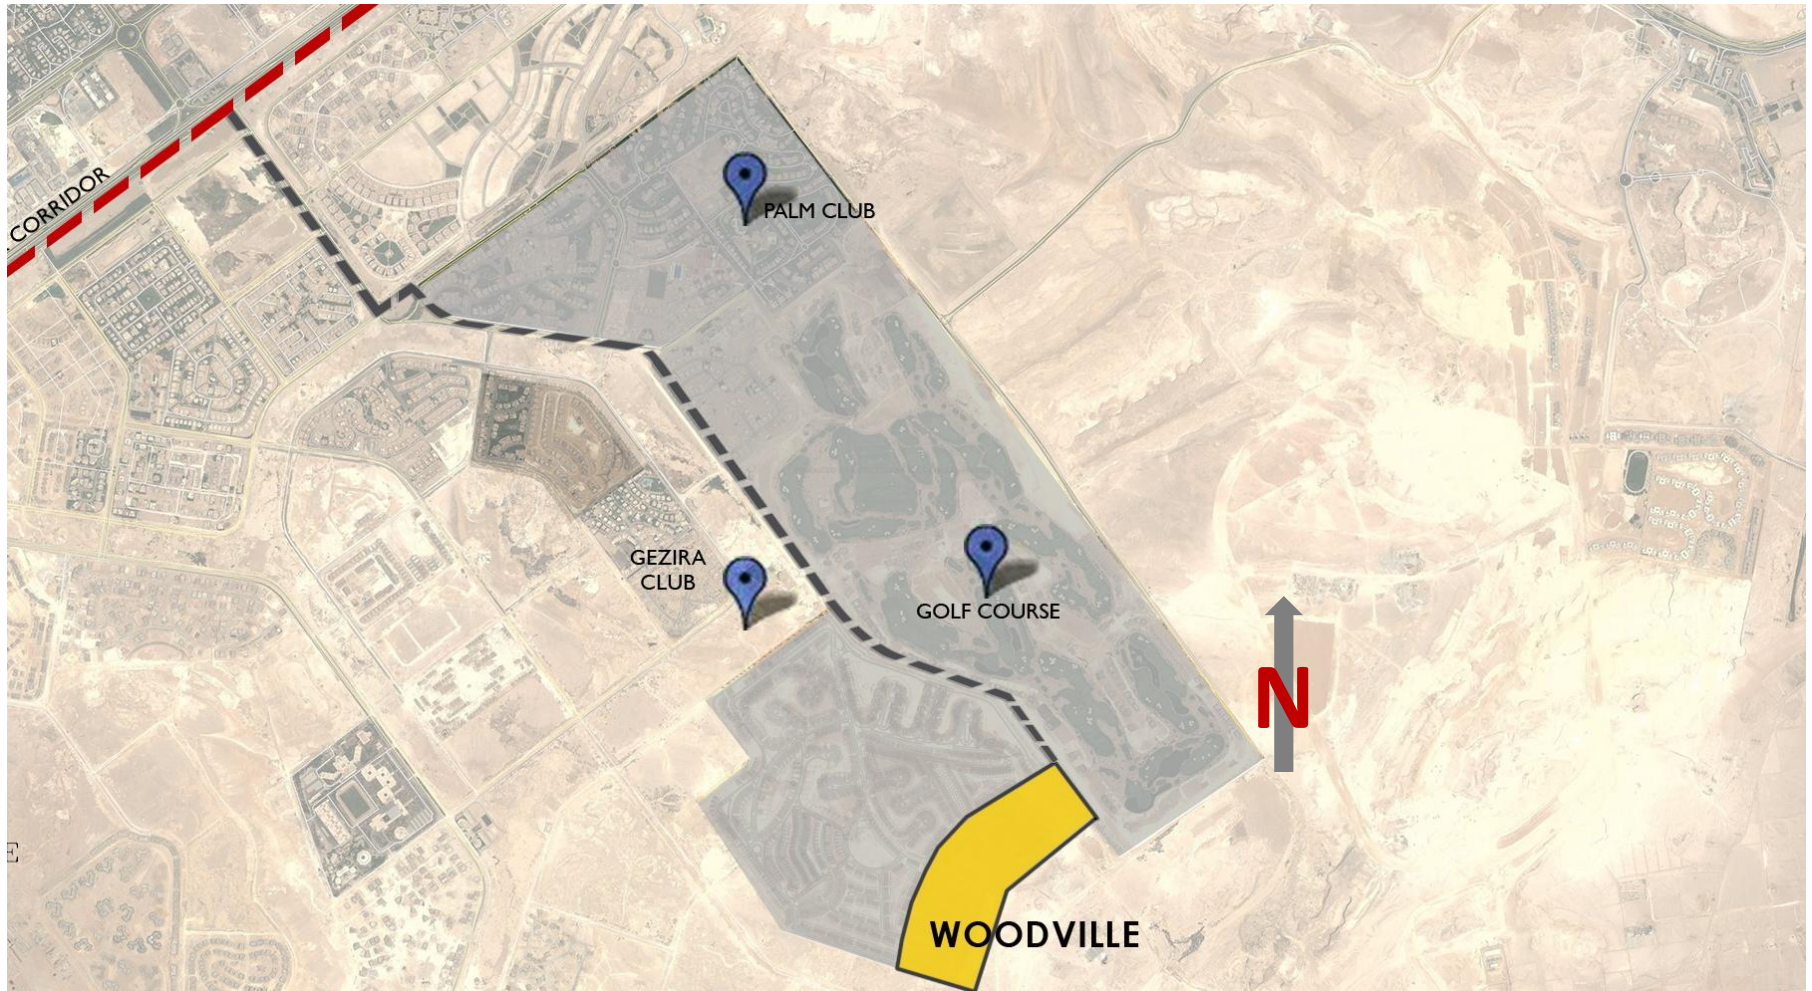 CORRIDOR
PALM CLUB
GEZIRA
CLUB
GOLF COURSE
N
E
WOODVILLE